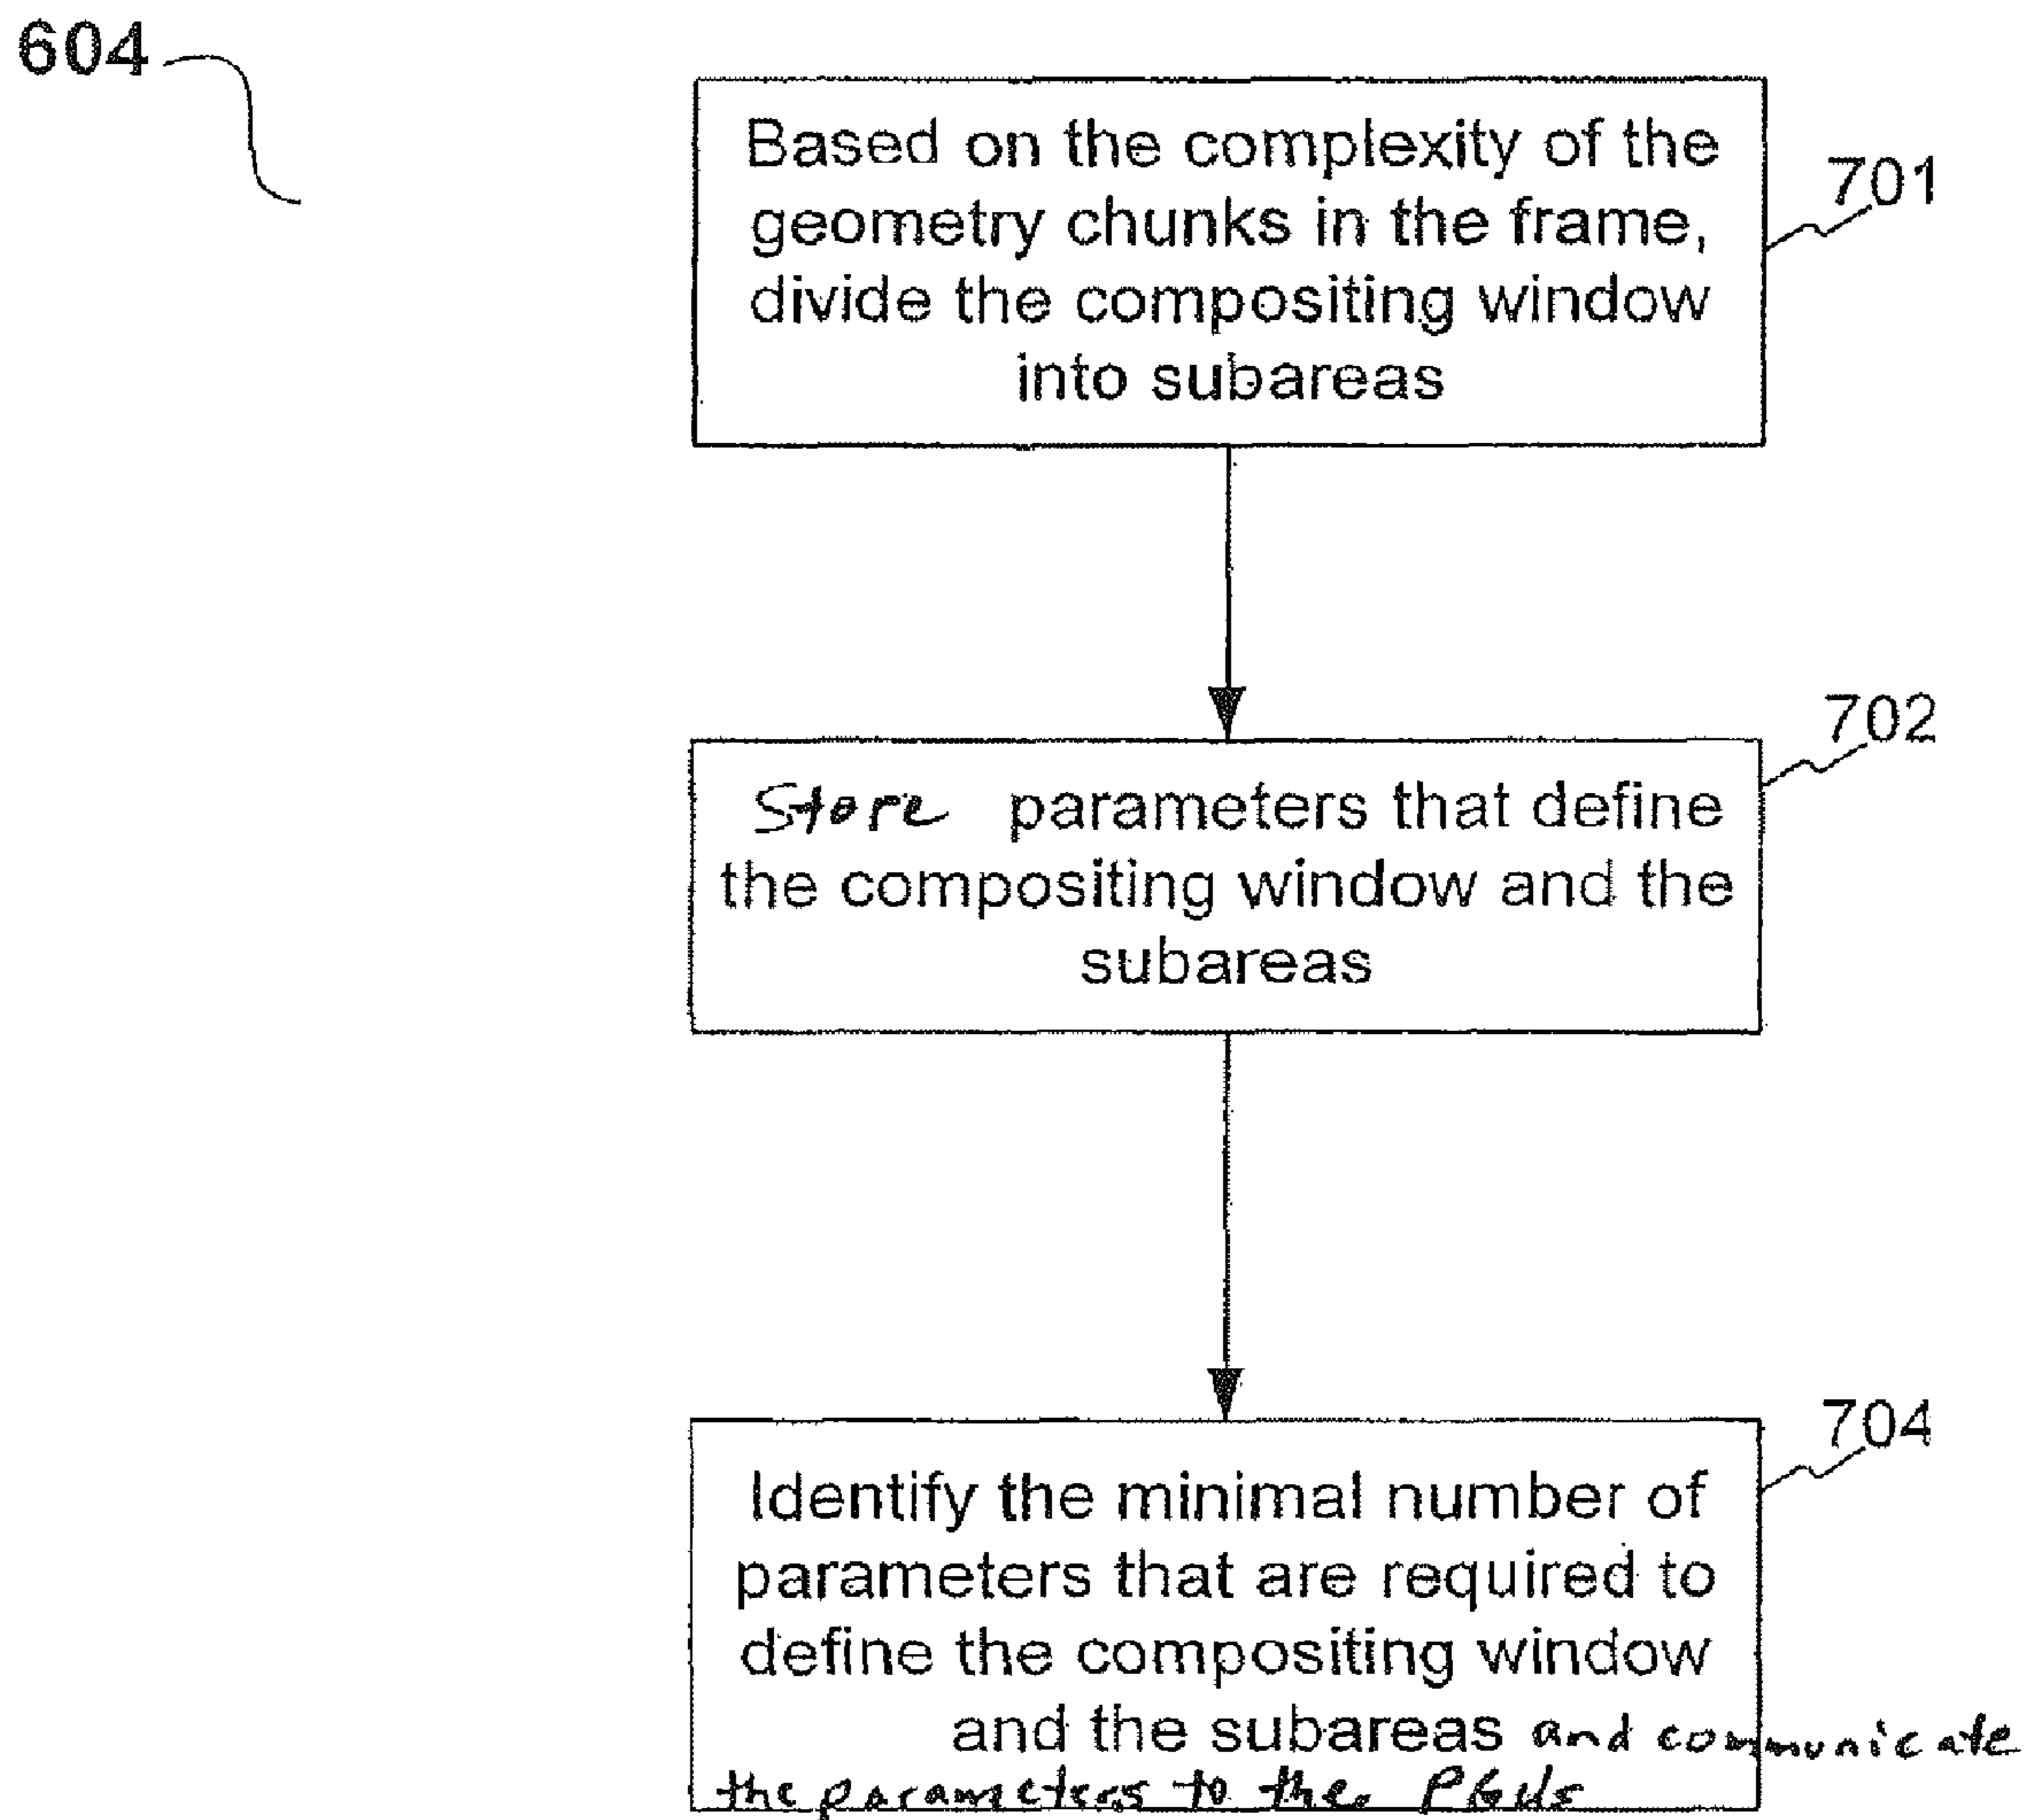 604
Based on the complexity of the
geometry chunks in the frame,
divide the compositing window
into subareas
701
702
Store parameters that define
the compositing window and the
subareas
704
Identify the minimal number of
parameters that are required to
define the compositing window
and the subareas and communicate
the parameters to the PGUs